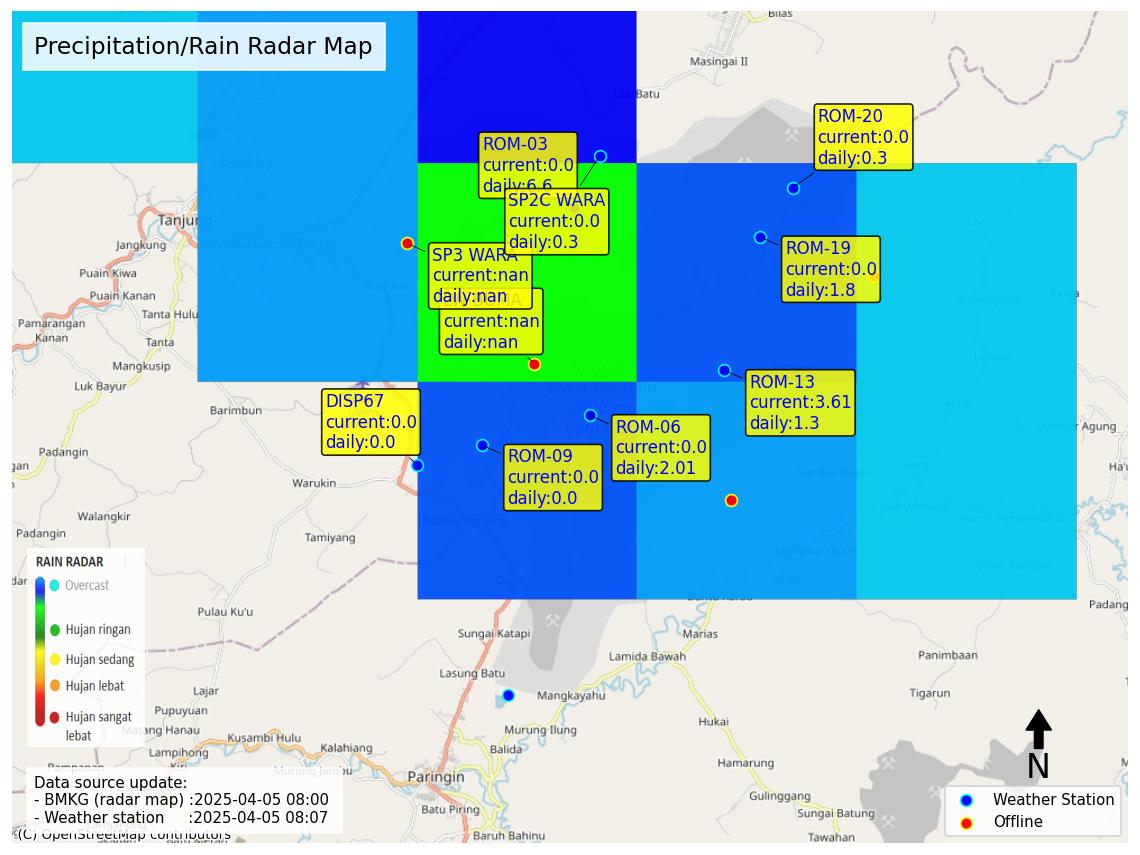 Precipitation/Rain Radar Map
Bilas
Masingai II
Batu
ROM-20
current:0.0
daily:0.3
ROM-03
current:0.0
daily:6.6
SP2C WARA
current:0.0
daily:0.3
Tanjung
Jangkung
Puain Kiwa
Puain Kanan
Tanta Hulu
Pamarangan
Kanan
Tanta
Mangkusip
Luk Bayur
Barimbun
Padangin
SP3 WARA
current:nan
daily:nan
current:nan
daily:nan
ROM-19
current:0.0
daily:1.8
Karya
ROM-13
current:3.61
daily:1.3
DISP67
current:0.0
daily:0.0
ROM-06
current:0.0
daily:2.01
ROM-09
current:0.0
daily:0.0
Agung
Warukin
Walangkir
Padangin
Tamiyang
Padang Panjang
Dahai
Pulau Ku'u
Sungai Katapi
Marias
Lamida Bawah
Lasung Batu
Mangkayahu
Murung Ilung
Panimbaan
Tigarun
Hukai
Hamarung
Gulinggang
Sungai Batung
Tawahan
Lajar
Pupuyuan
Matang Hanau
Lampihong
Kusambi Hulu
Kalahiang
Murung Jambu
Balida
Paringin
Batu Piring
Baruh Bahinu
RAIN RADAR
Overcast
Hujan ringan
Hujan sedang
Hujan lebat
Hujan sangat
lebat
Data source update:
- BMKG (radar map) :2025-04-05 08:00
- Weather station :2025-04-05 08:07
(C) OpenStreetMap contributors
N
Weather Station
Offline